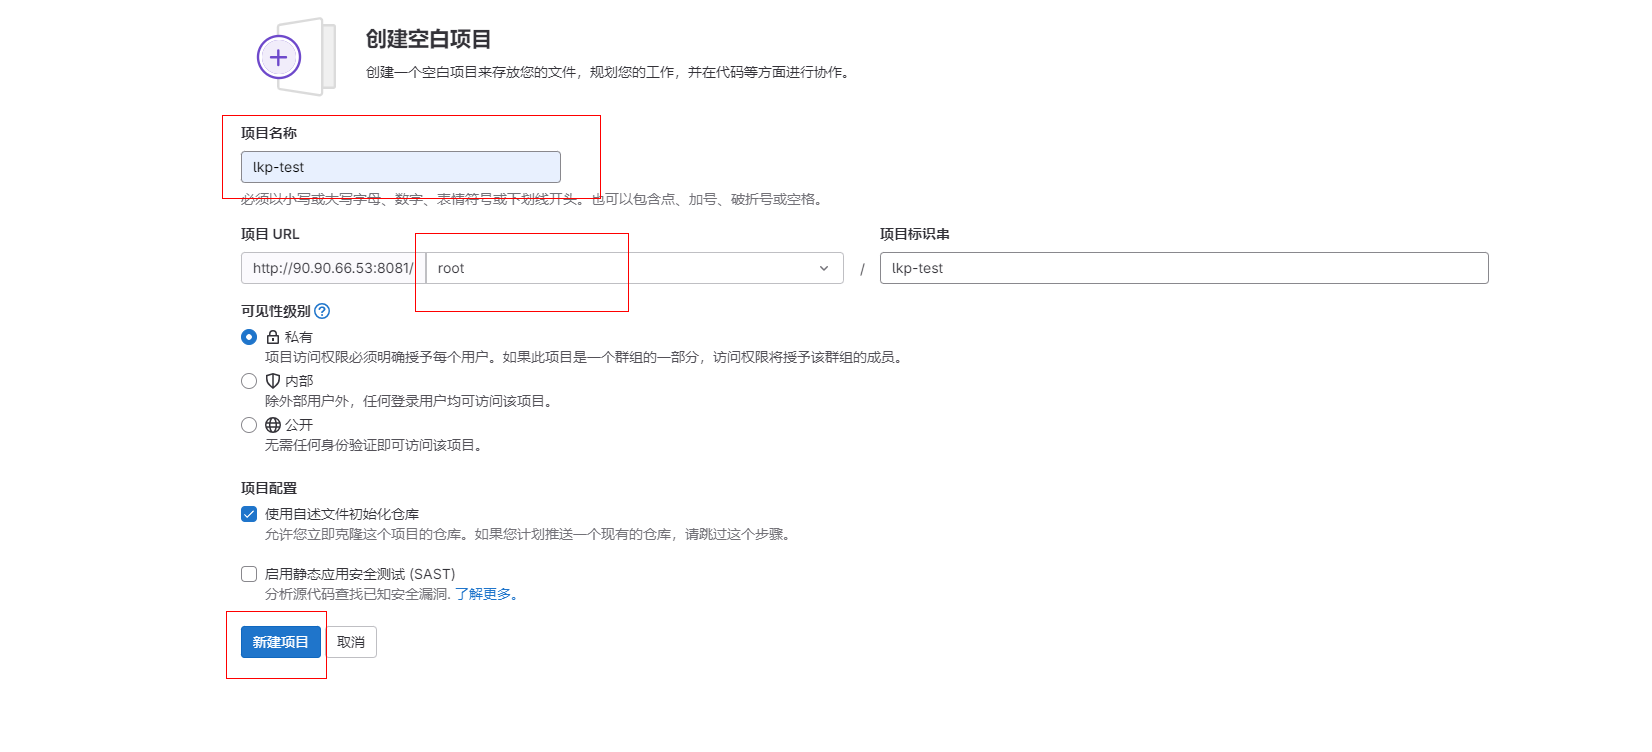 创建空白项目
创建一个空白项目来存放您的文件，规划您的工作，并在代码等方面进行协作。
项目名称
lkp-test
必须以小写或大写字母、数字、表情符号或下划线开头。也可以包含点、加号、破折号或空格。
项目 URL
项目标识串
http://90.90.66.53:8081/ root / lkp-test
可见性级别
私有
项目访问权限必须明确授予每个用户。如果此项目是一个群组的一部分，访问权限将授予该群组的成员。
内部
除外部用户外，任何登录用户均可访问该项目。
公开
无需任何身份验证即可访问该项目。
项目配置
使用自述文件初始化仓库
允许您立即克隆这个项目的仓库。如果您计划推送一个现有的仓库，请跳过这个步骤。
启用静态应用安全测试 (SAST)
分析源代码查找已知安全漏洞. 了解更多。
新建项目 取消